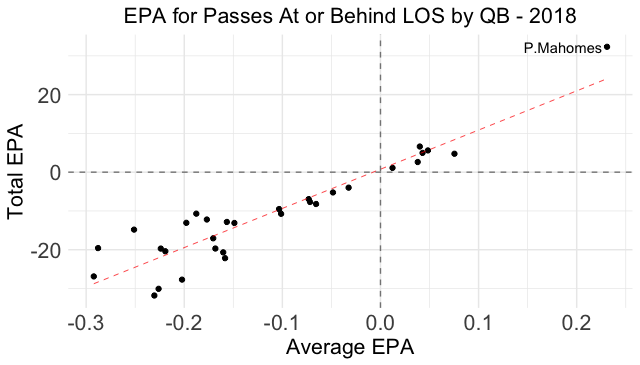 EPA for Passes At or Behind LOS by QB - 2018
P.Mahomes
Total EPA
20
0
-20
-0.3 -0.2 -0.1 0.0 0.1 0.2
Average EPA